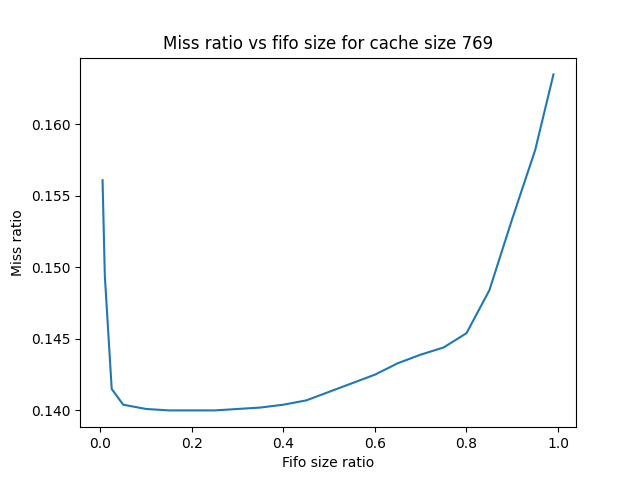 Miss ratio vs fifo size for cache size 769
0.160
0.155
0.150
0.145
0.140
Miss ratio
0.0 0.2 0.4 0.6 0.8 1.0
Fifo size ratio